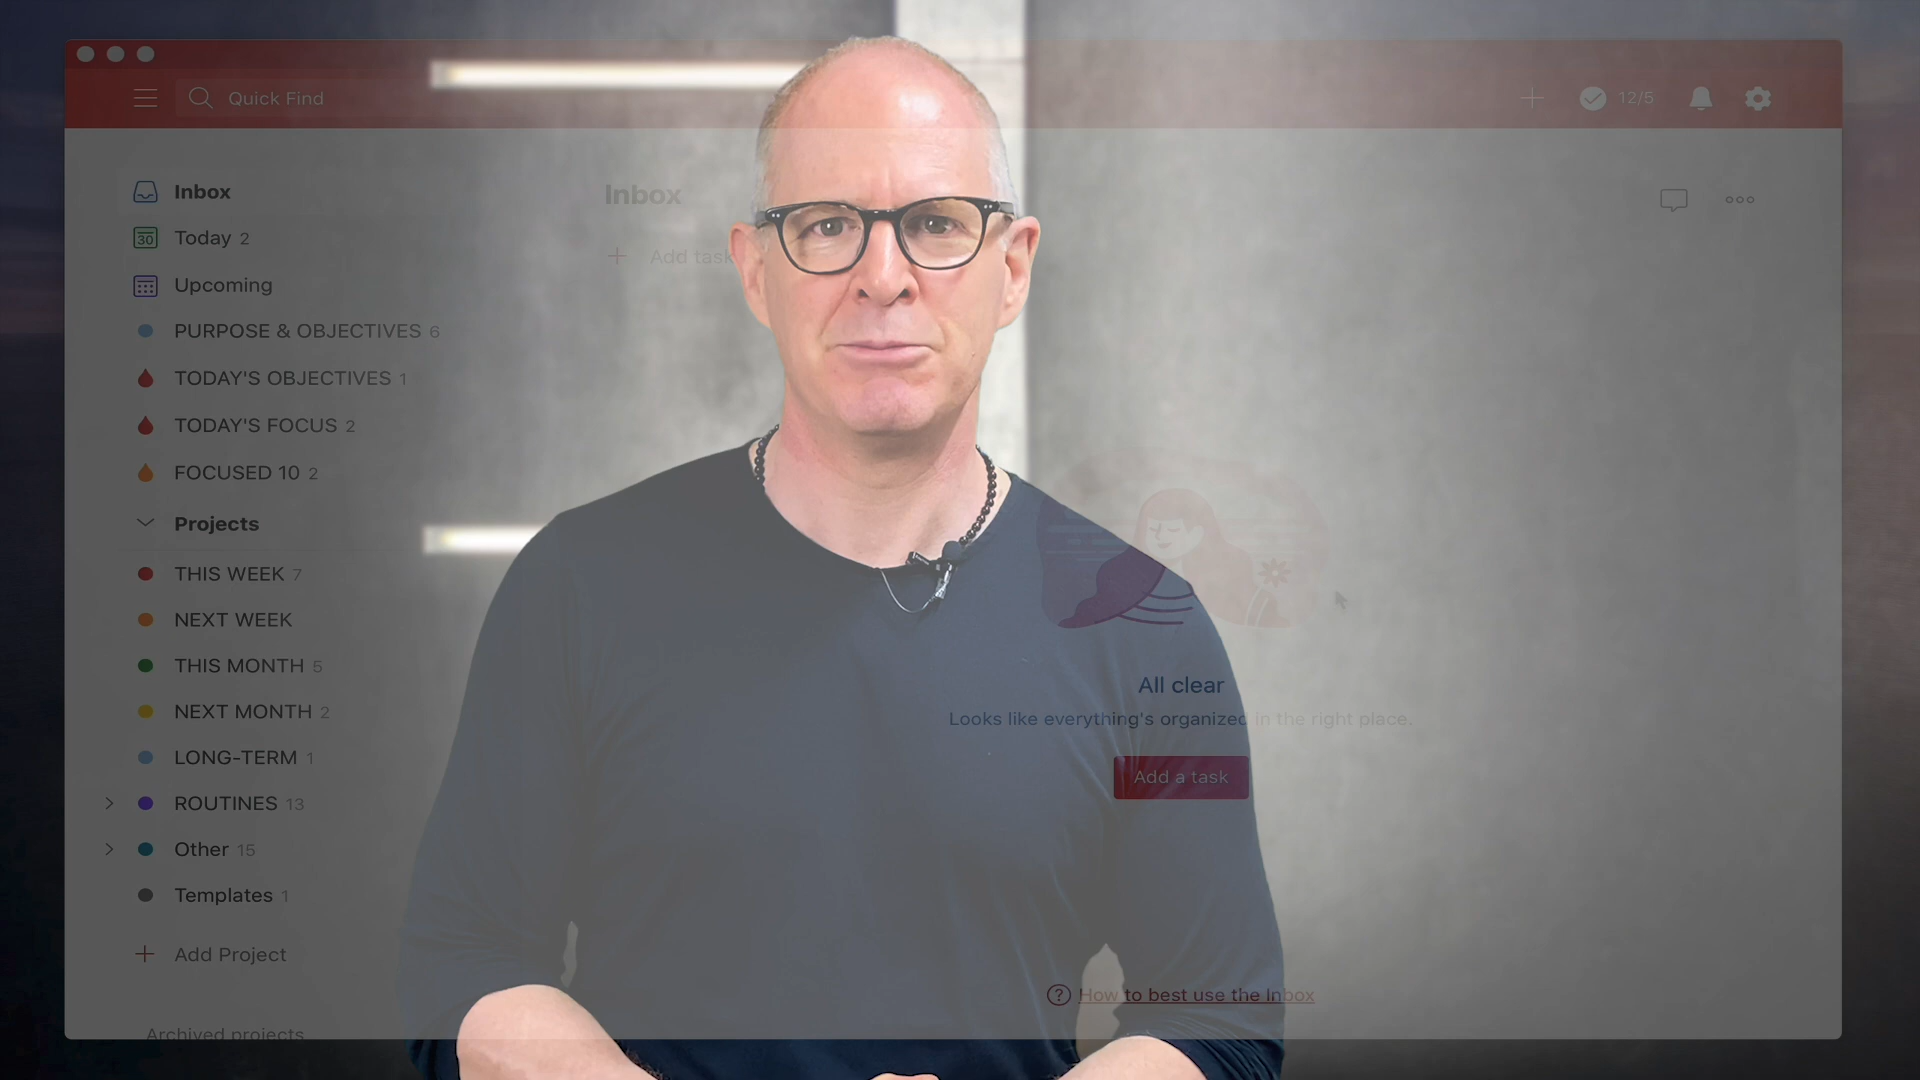 Quick Find
12/5
Inbox
30 Today 2
Upcoming
PURPOSE & OBJECTIVES 6
TODAY'S OBJECTIVES 1
TODAY'S FOCUS 2
FOCUSED 10 2
Projects
THIS WEEK 7
NEXT WEEK
THIS MONTH 5
NEXT MONTH 2
LONG-TERM 1
ROUTINES 13
Other 15
Templates 1
Add Project
Archived projects
Inbox
Add task
All clear
Looks like everything's organized in the right place.
Add a task
How to best use the Inbox